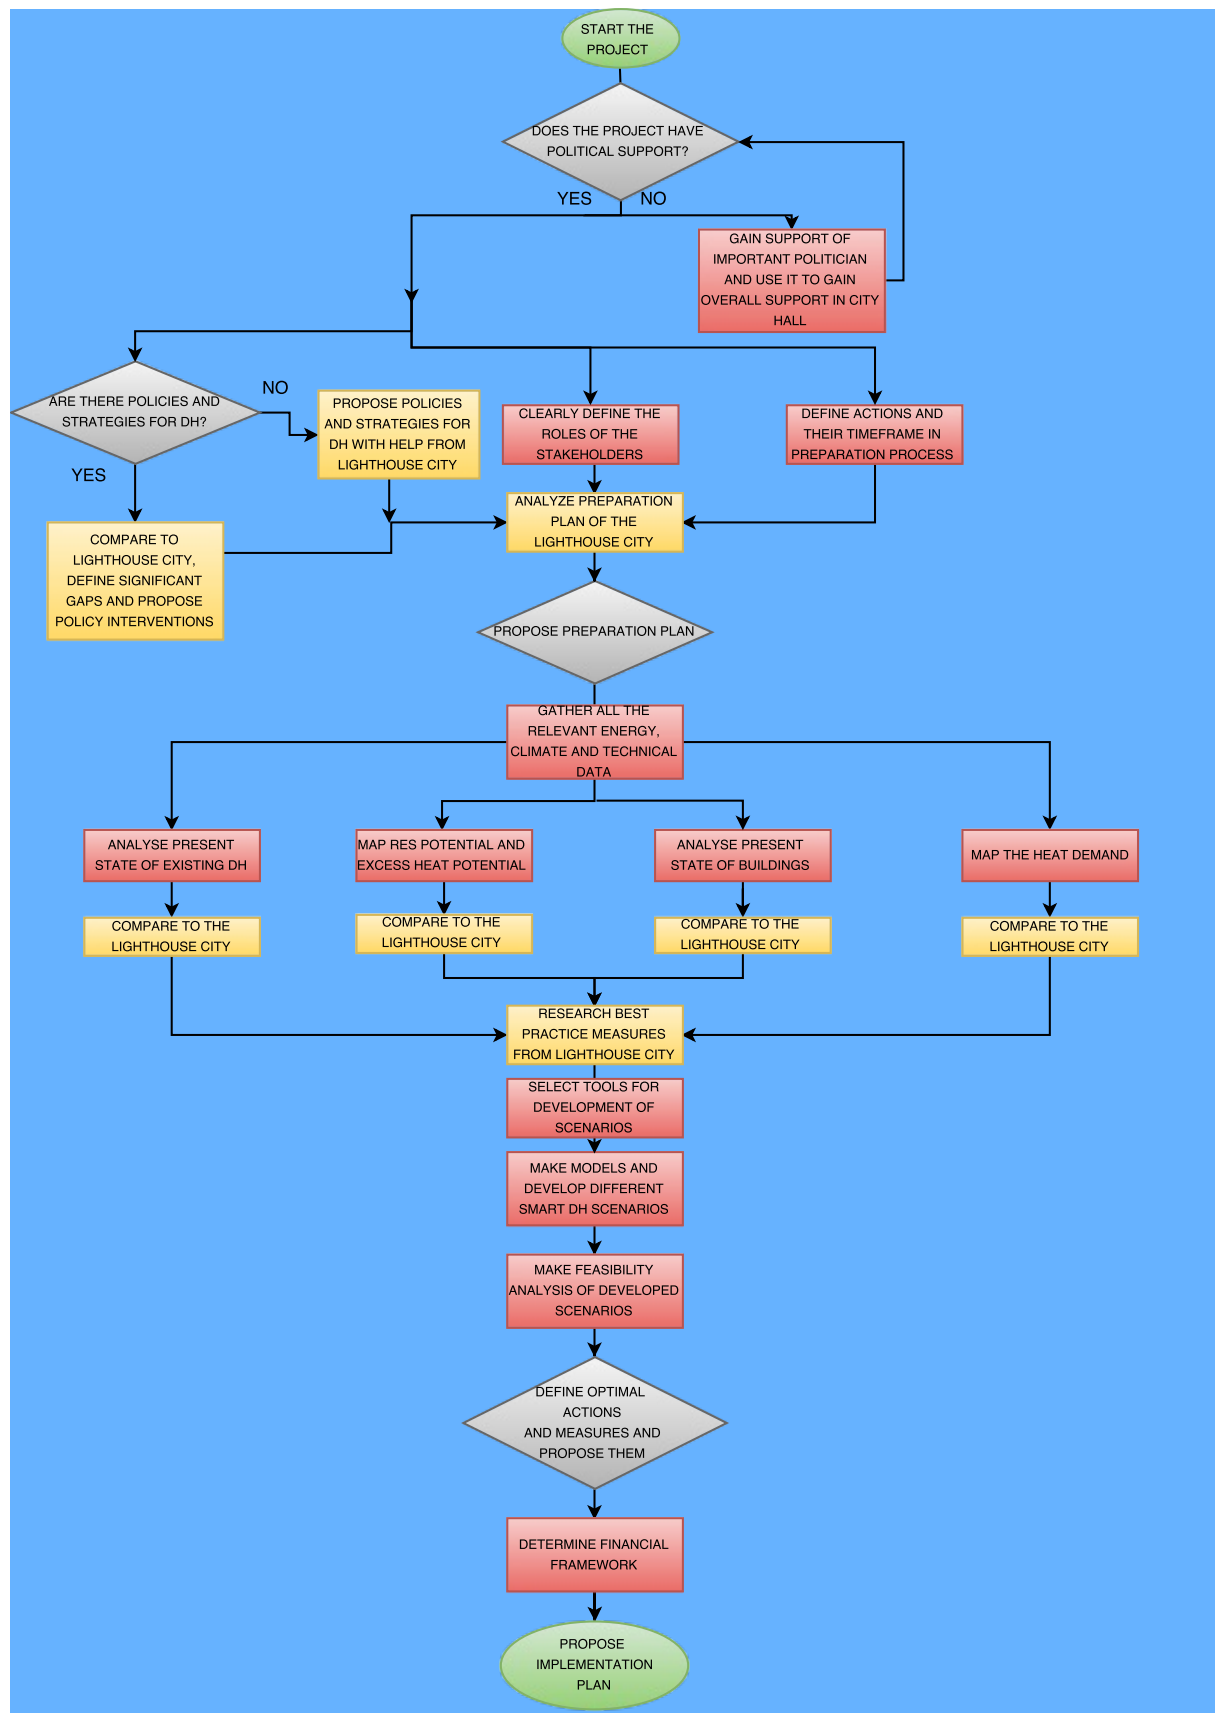 START THE
PROJECT
DOES THE PROJECT HAVE
POLITICAL SUPPORT?
YES
NO
GAIN SUPPORT OF
IMPORTANT POLITICIAN
AND USE IT TO GAIN
OVERALL SUPPORT IN CITY
HALL
ARE THERE POLICIES AND
STRATEGIES FOR DH?
NO
YES
PROPOSE POLICIES
AND STRATEGIES FOR
DH WITH HELP FROM
LIGHTHOUSE CITY
CLEARLY DEFINE THE
ROLES OF THE
STAKEHOLDERS
DEFINE ACTIONS AND
THEIR TIMEFRAME IN
PREPARATION PROCESS
COMPARE TO
LIGHTHOUSE CITY,
DEFINE SIGNIFICANT
GAPS AND PROPOSE
POLICY INTERVENTIONS
ANALYZE PREPARATION
PLAN OF THE
LIGHTHOUSE CITY
PROPOSE PREPARATION PLAN
GATHER ALL THE
RELEVANT ENERGY,
CLIMATE AND TECHNICAL
DATA
ANALYSE PRESENT
STATE OF EXISTING DH
MAP RES POTENTIAL AND
EXCESS HEAT POTENTIAL
ANALYSE PRESENT
STATE OF BUILDINGS
MAP THE HEAT DEMAND
COMPARE TO THE
LIGHTHOUSE CITY
COMPARE TO THE
LIGHTHOUSE CITY
COMPARE TO THE
LIGHTHOUSE CITY
COMPARE TO THE
LIGHTHOUSE CITY
RESEARCH BEST
PRACTICE MEASURES
FROM LIGHTHOUSE CITY
SELECT TOOLS FOR
DEVELOPMENT OF
SCENARIOS
MAKE MODELS AND
DEVELOP DIFFERENT
SMART DH SCENARIOS
MAKE FEASIBILITY
ANALYSIS OF DEVELOPED
SCENARIOS
DEFINE OPTIMAL
ACTIONS
AND MEASURES AND
PROPOSE THEM
DETERMINE FINANCIAL
FRAMEWORK
PROPOSE
IMPLEMENTATION
PLAN